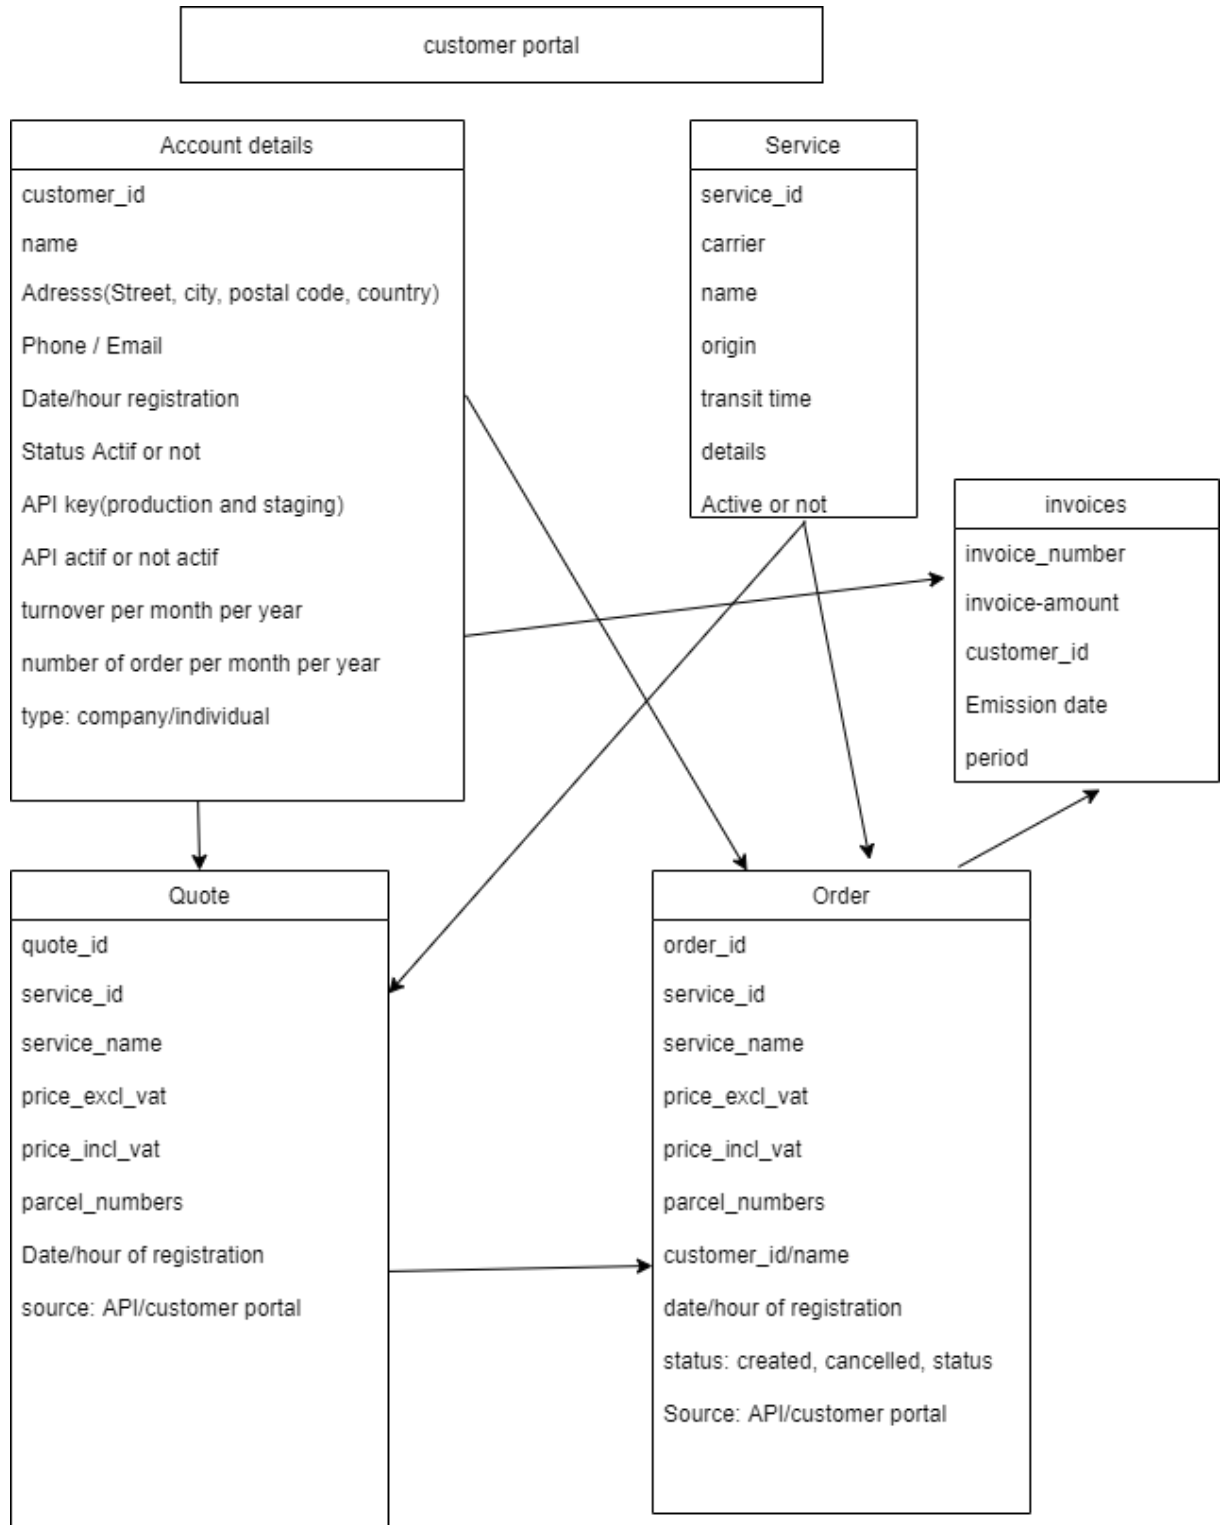 customer portal
Account details
customer_id
name
Adresss(Street, city, postal code, country)
Phone / Email
Date/hour registration
Status Actif or not
API key(production and staging)
API actif or not actif
turnover per month per year
number of order per month per year
type: company/individual
Service
service_id
carrier
name
origin
transit time
details
Active or not
invoices
invoice_number
invoice-amount
customer_id
Emission date
period
Quote
quote_id
service_id
service_name
price_excl_vat
price_incl_vat
parcel_numbers
Date/hour of registration
source: API/customer portal
Order
order_id
service_id
service_name
price_excl_vat
price_incl_vat
parcel_numbers
customer_id/name
date/hour of registration
status: created, cancelled, status
Source: API/customer portal